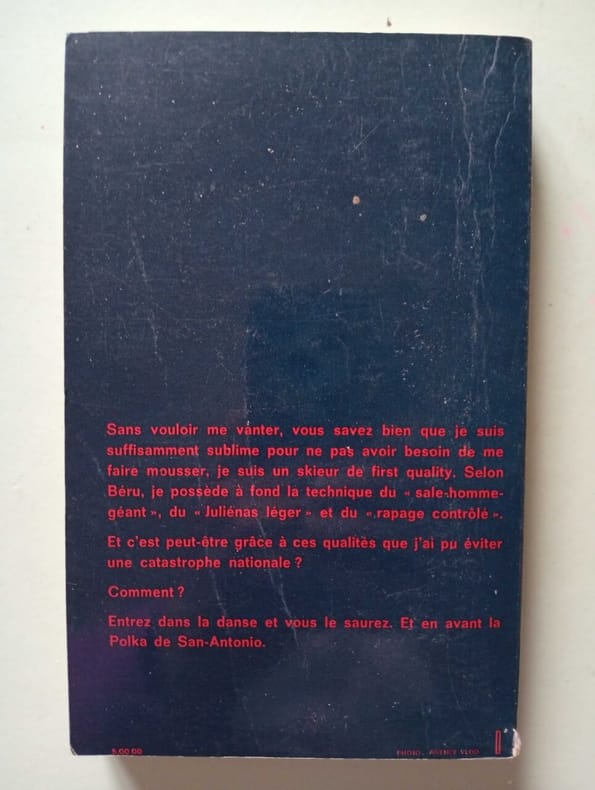 Sans vouloir me vanter, vous savez bien que je suis
suffisamment sublime pour ne pas avoir besoin de me
faire mousser, je suis un skieur de first quality. Selon
Béru, je possède à fond la technique du « sale-homme-
géant », du « Juliénas léger » et du « rapage contrôlé ».
Et c'est peut-être grâce à ces qualités que j'ai pu éviter
une catastrophe nationale ?
Comment ?
Entrez dans la danse et vous le saurez. Et en avant la
Polka de San-Antonio.
PHOTO. AGENCE VLOO